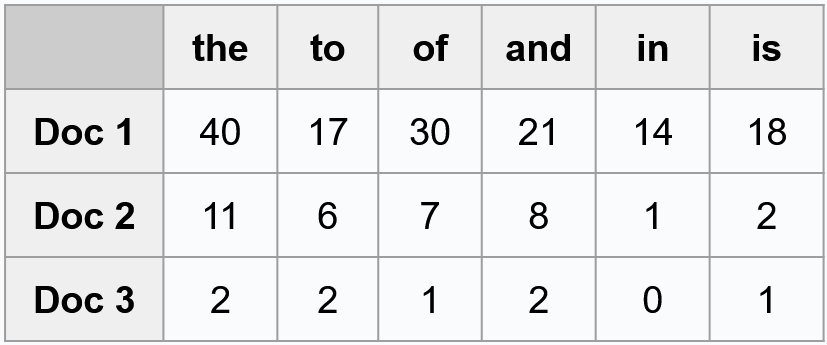 the to of and in is
Doc 1 40 17 30 21 14 18
Doc 2 11 6 7 8 1 2
Doc 3 2 2 1 2 0 1